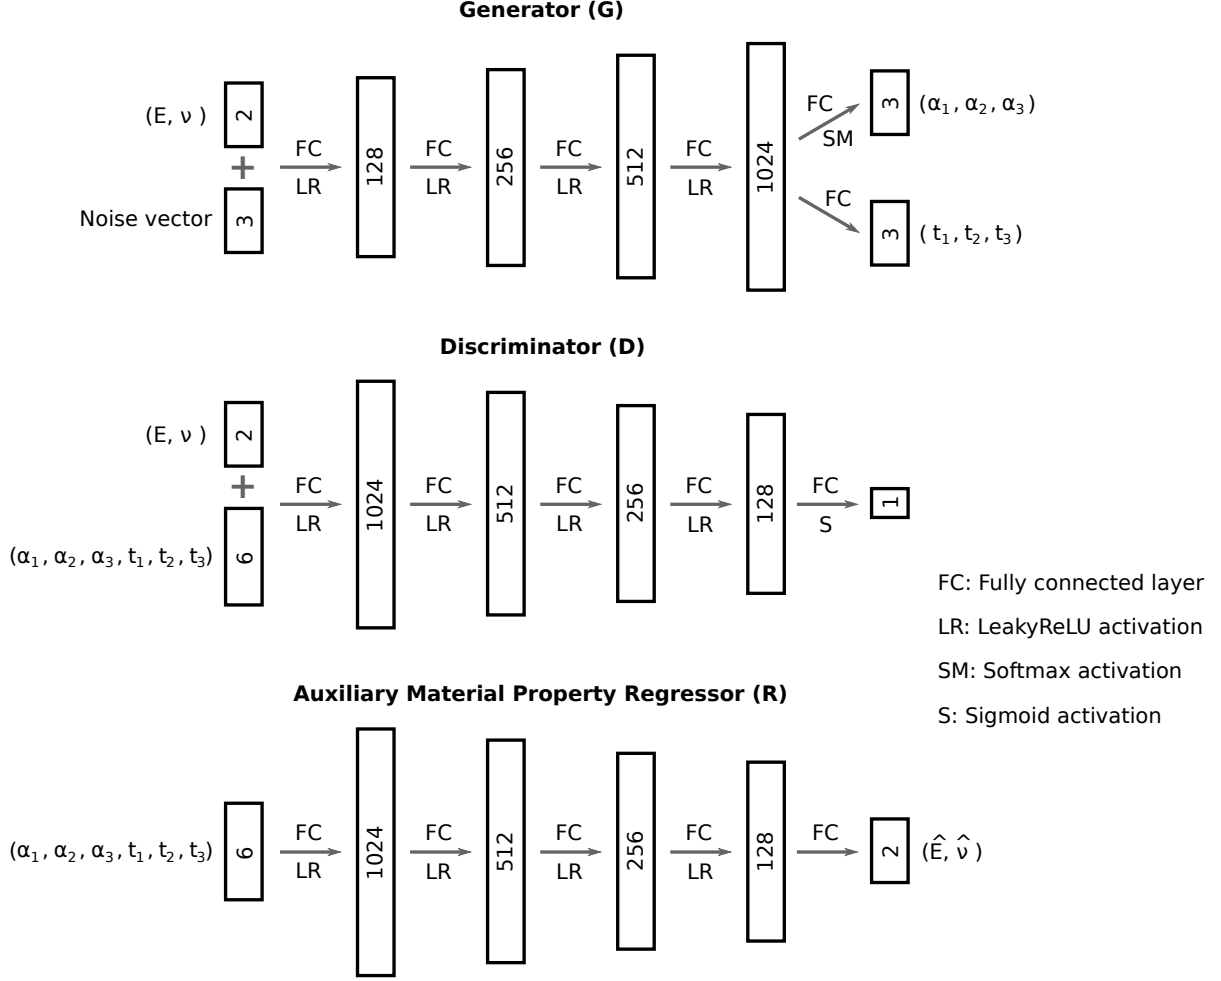 Generator (G)
(E, ν )
2
+
Noise vector
3
FC
LR
128
FC
LR
256
FC
LR
512
FC
LR
1024
FC
SM
3
(α₁, α₂, α₃)
FC
3
( t₁, t₂, t₃)
Discriminator (D)
(E, ν )
2
+
(α₁, α₂, α₃, t₁, t₂, t₃)
6
FC
LR
1024
FC
LR
512
FC
LR
256
FC
LR
128
FC
S
1
FC: Fully connected layer
LR: LeakyReLU activation
SM: Softmax activation
S: Sigmoid activation
Auxiliary Material Property Regressor (R)
(α₁, α₂, α₃, t₁, t₂, t₃)
6
FC
LR
1024
FC
LR
512
FC
LR
256
FC
LR
128
FC
2
(Ê, ν̂ )